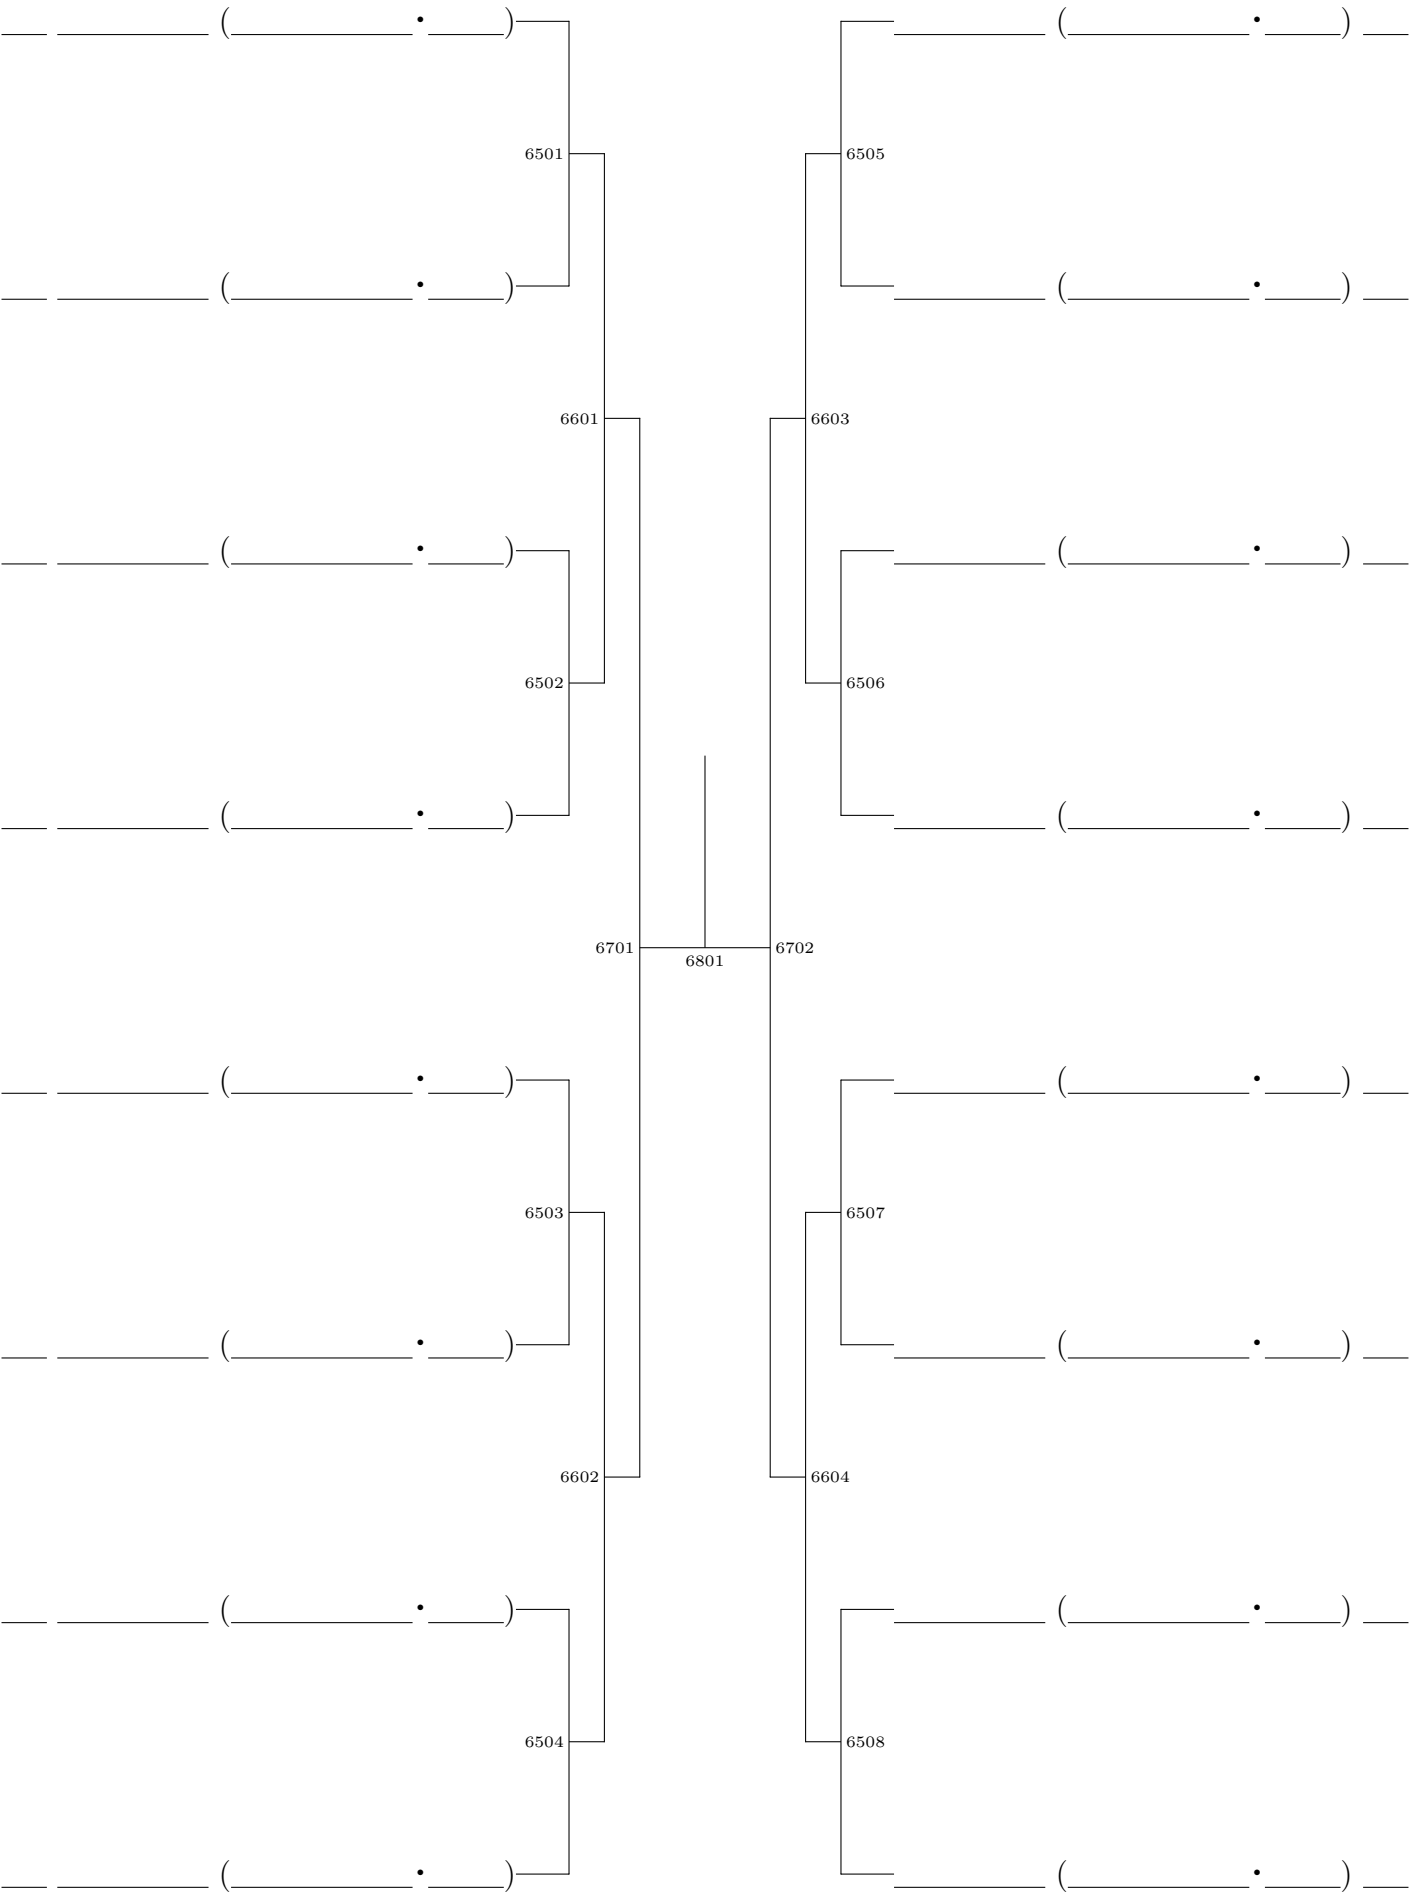 ( • ) ( • )
6501 6505
( • ) ( • )
6601 6603
( • ) ( • )
6502 6506
( • ) ( • )
6701 6702
6801
( • ) ( • )
6503 6507
( • ) ( • )
6602 6604
( • ) ( • )
6504 6508
( • ) ( • )